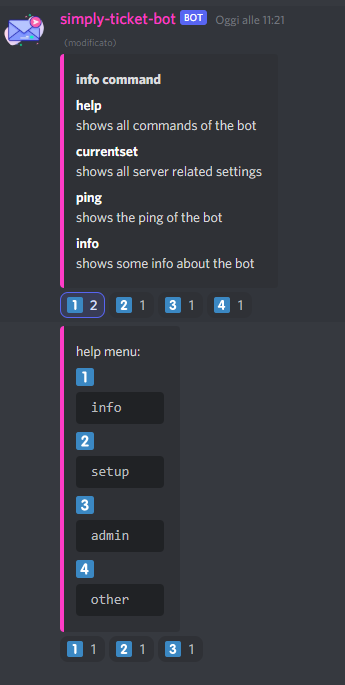 simply-ticket-bot BOT Oggi alle 11:21
(modificato)
info command
help
shows all commands of the bot
currentset
shows all server related settings
ping
shows the ping of the bot
info
shows some info about the bot
1 2 2 1 3 1 4 1
help menu:
1
info
2
setup
3
admin
4
other
1 1 2 1 3 1